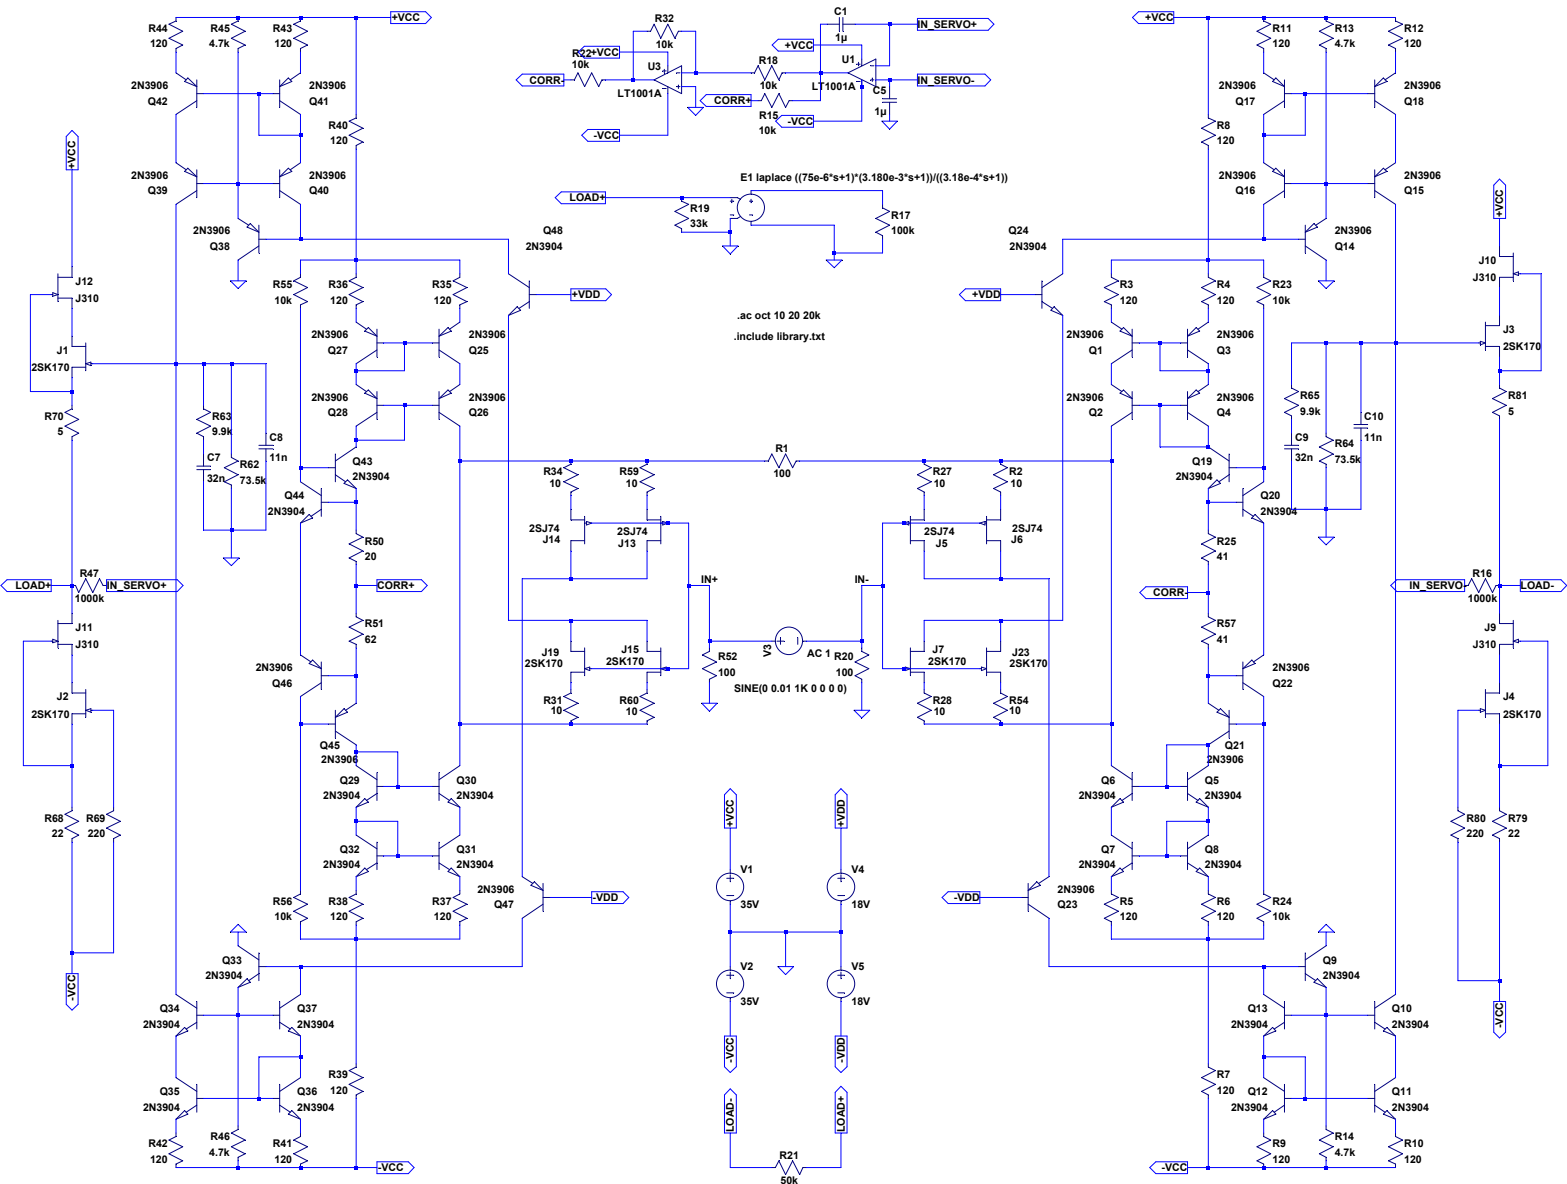 R44
120
R45
4.7k
R43
120
+VCC
2N3906
Q42
2N3906
Q41
R40
120
+VCC
2N3906
Q39
2N3906
Q40
2N3906
Q38
Q48
2N3904
+VDD
J12
J310
J1
2SK170
R70
5
R55
10k
R36
120
R35
120
2N3906
Q27
2N3906
Q25
2N3906
Q28
2N3906
Q26
R63
9.9k
C7
32n
R62
73.5k
C8
11n
Q43
2N3904
Q44
2N3904
R50
20
CORR+
R51
62
LOAD+
R47
1000k
IN_SERVO+
J11
J310
J2
2SK170
R68
22
R69
220
-VCC
2N3906
Q46
Q45
2N3906
Q29
2N3904
Q30
2N3904
Q32
2N3904
Q31
2N3904
R56
10k
R38
120
R37
120
2N3906
Q47
-VDD
Q33
2N3904
Q34
2N3904
Q37
2N3904
Q35
2N3904
Q36
2N3904
R39
120
R42
120
R46
4.7k
R41
120
-VCC
R32
10k
R22
10k
+VCC
CORR-
U3
LT1001A
-VCC
R18
10k
CORR+
R15
10k
C1
1µ
+VCC
U1
LT1001A
-VCC
C5
1µ
IN_SERVO+
IN_SERVO-
E1 laplace ((75e-6*s+1)*(3.180e-3*s+1))/((3.18e-4*s+1))
LOAD+
R19
33k
R17
100k
.ac oct 10 20 20k
.include library.txt
R1
100
R34
10
R59
10
2SJ74
J14
2SJ74
J13
IN+
J19
2SK170
J15
2SK170
R31
10
R60
10
R52
100
V3
AC 1
SINE(0 0.01 1K 0 0 0 0)
R20
100
IN-
R27
10
R2
10
2SJ74
J5
2SJ74
J6
J7
2SK170
J23
2SK170
R28
10
R54
10
+VCC
V1
35V
V2
35V
-VCC
+VDD
V4
18V
V5
18V
-VDD
LOAD-
LOAD+
R21
50k
+VCC
R11
120
R13
4.7k
R12
120
2N3906
Q17
2N3906
Q18
R8
120
2N3906
Q16
2N3906
Q15
2N3906
Q14
Q24
2N3904
+VDD
+VCC
J10
J310
J3
2SK170
R81
5
R3
120
R4
120
R23
10k
2N3906
Q1
2N3906
Q3
2N3906
Q2
2N3906
Q4
R65
9.9k
C9
32n
R64
73.5k
C10
11n
Q19
2N3904
Q20
2N3904
R25
41
CORR-
R57
41
IN_SERVO-
R16
1000k
LOAD-
J9
J310
J4
2SK170
R80
220
R79
22
-VCC
2N3906
Q22
Q21
2N3906
Q6
2N3904
Q5
2N3904
Q7
2N3904
Q8
2N3904
R5
120
R6
120
R24
10k
2N3906
Q23
-VDD
Q9
2N3904
Q13
2N3904
Q10
2N3904
Q12
2N3904
Q11
2N3904
R7
120
R9
120
R14
4.7k
R10
120
-VCC